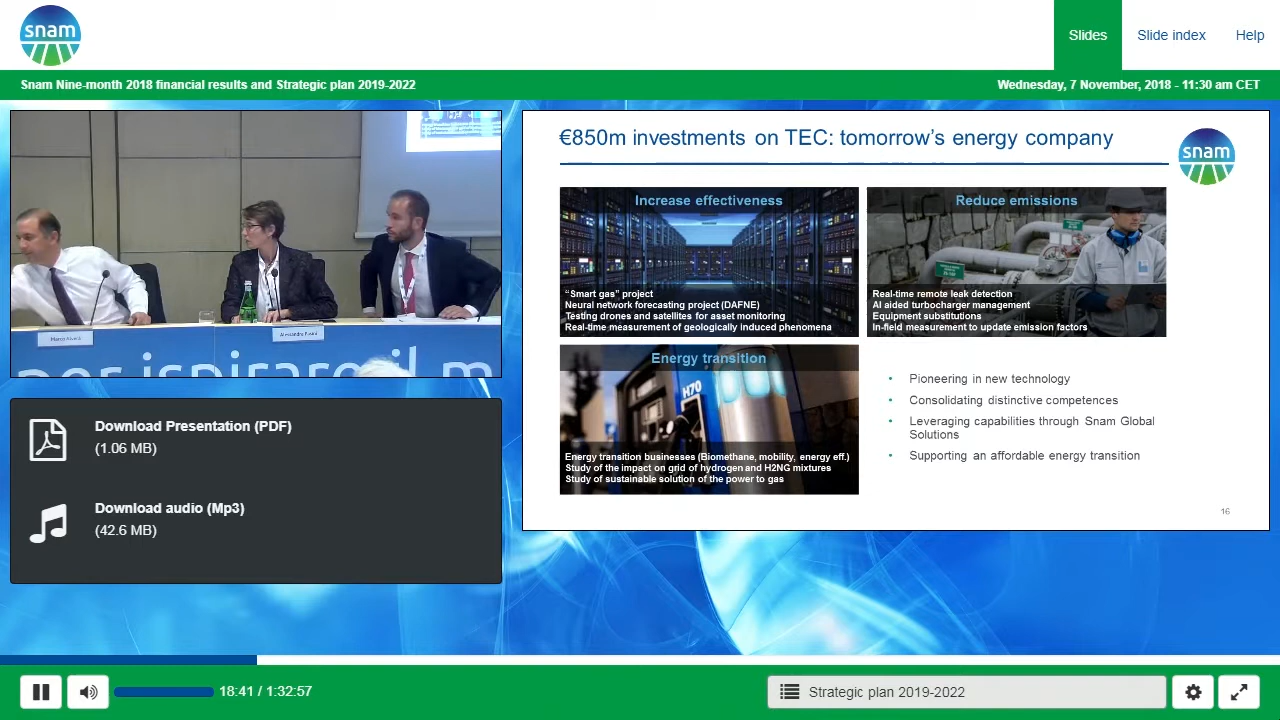 snam
Slides
Slide index
Help
Snam Nine-month 2018 financial results and Strategic plan 2019-2022
Wednesday, 7 November, 2018 - 11:30 am CET
per ispirare il m
Download Presentation (PDF)
(1.06 MB)
Download audio (Mp3)
(42.6 MB)
€850m investments on TEC: tomorrow's energy company
snam
Increase effectiveness
"Smart gas" project
Neural network forecasting project (DAFNE)
Testing drones and satellites for asset monitoring
Real-time measurement of geologically induced phenomena
Reduce emissions
Real-time remote leak detection
AI aided turbocharger management
Equipment substitutions
In-field measurement to update emission factors
Energy transition
H70
Energy transition businesses (Biomethane, mobility, energy eff.)
Study of the impact on grid of hydrogen and H2NG mixtures
Study of sustainable solution of the power to gas
• Pioneering in new technology
• Consolidating distinctive competences
• Leveraging capabilities through Snam Global
Solutions
• Supporting an affordable energy transition
16
18:41 / 1:32:57
Strategic plan 2019-2022